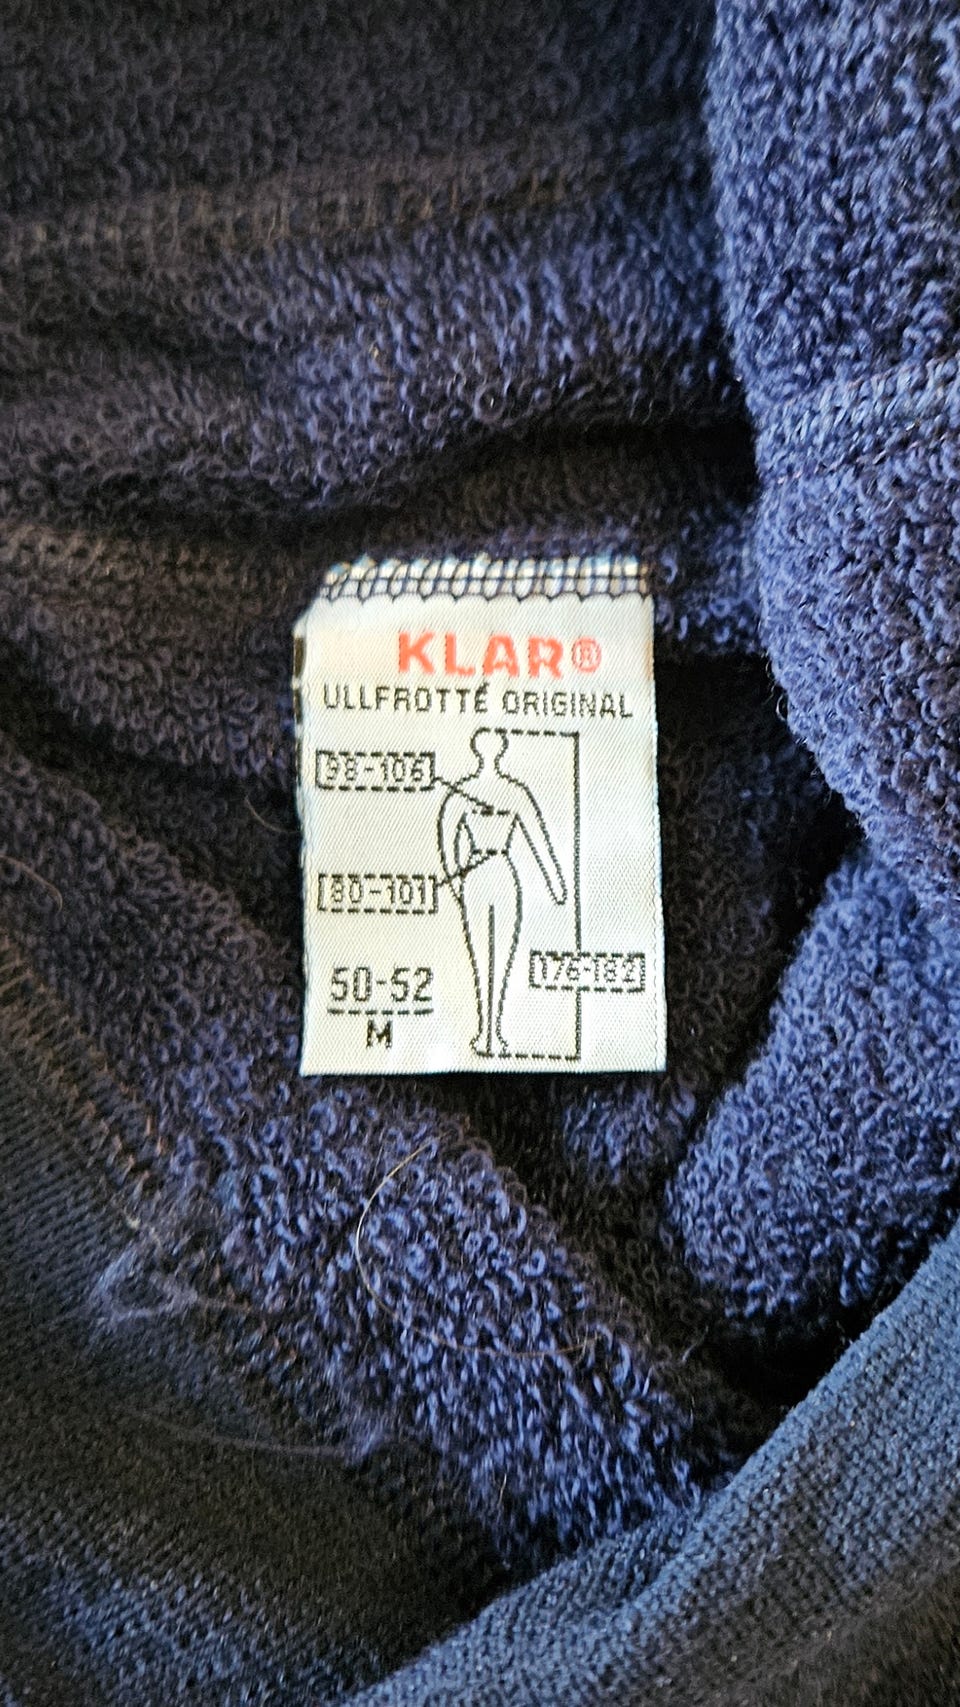 KLAR®
ULLFROTTÉ ORIGINAL
98-106
80-101
176-182
50-52
M